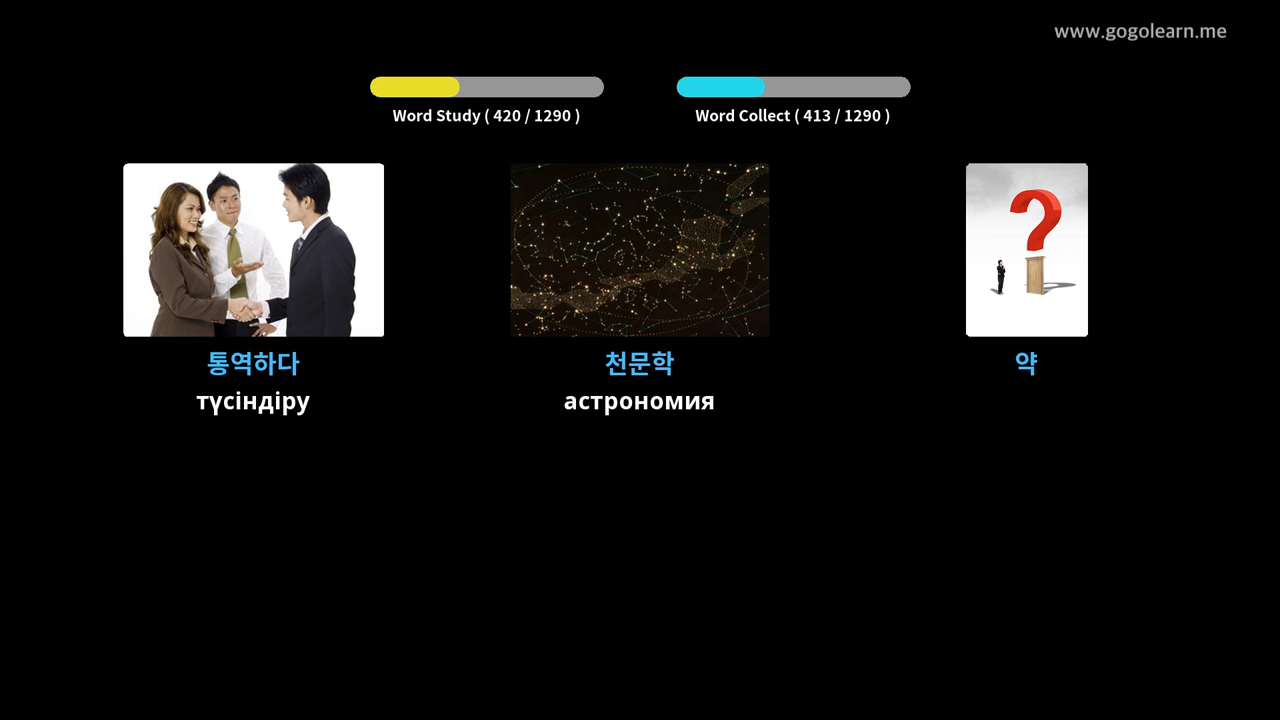 www.gogolearn.me
Word Study ( 420 / 1290 )
Word Collect ( 413 / 1290 )
통역하다
түсіндіру
천문학
астрономия
약